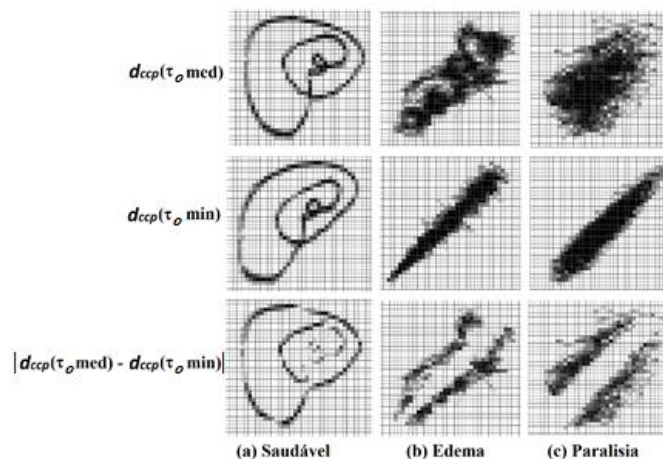 dccp(τo med)
dccp(τo min)
|dccp(τo med) - dccp(τo min)|
(a) Saudável (b) Edema (c) Paralisia